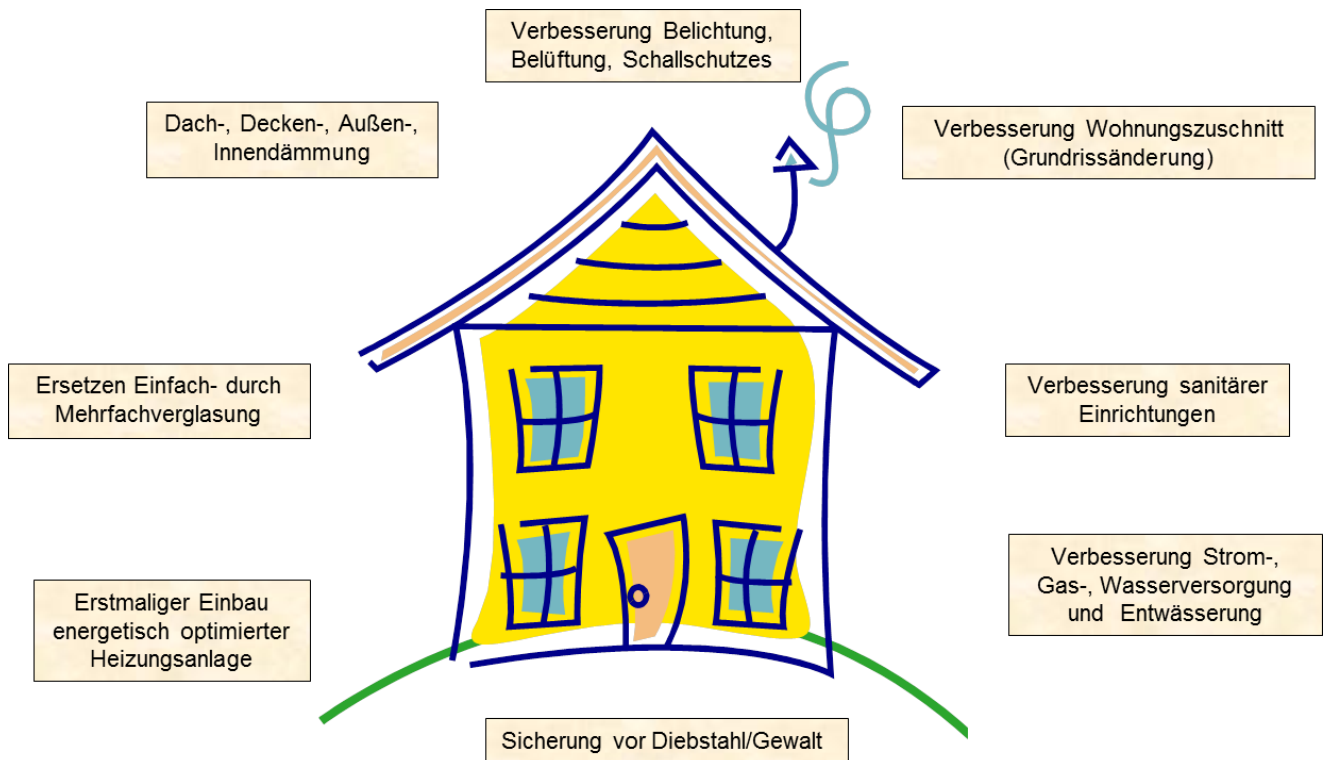 Verbesserung Belichtung,
Belüftung, Schallschutzes
Dach-, Decken-, Außen-,
Innendämmung
Verbesserung Wohnungszuschnitt
(Grundrissänderung)
Ersetzen Einfach- durch
Mehrfachverglasung
Verbesserung sanitärer
Einrichtungen
Erstmaliger Einbau
energetisch optimierter
Heizungsanlage
Verbesserung Strom-,
Gas-, Wasserversorgung
und Entwässerung
Sicherung vor Diebstahl/Gewalt